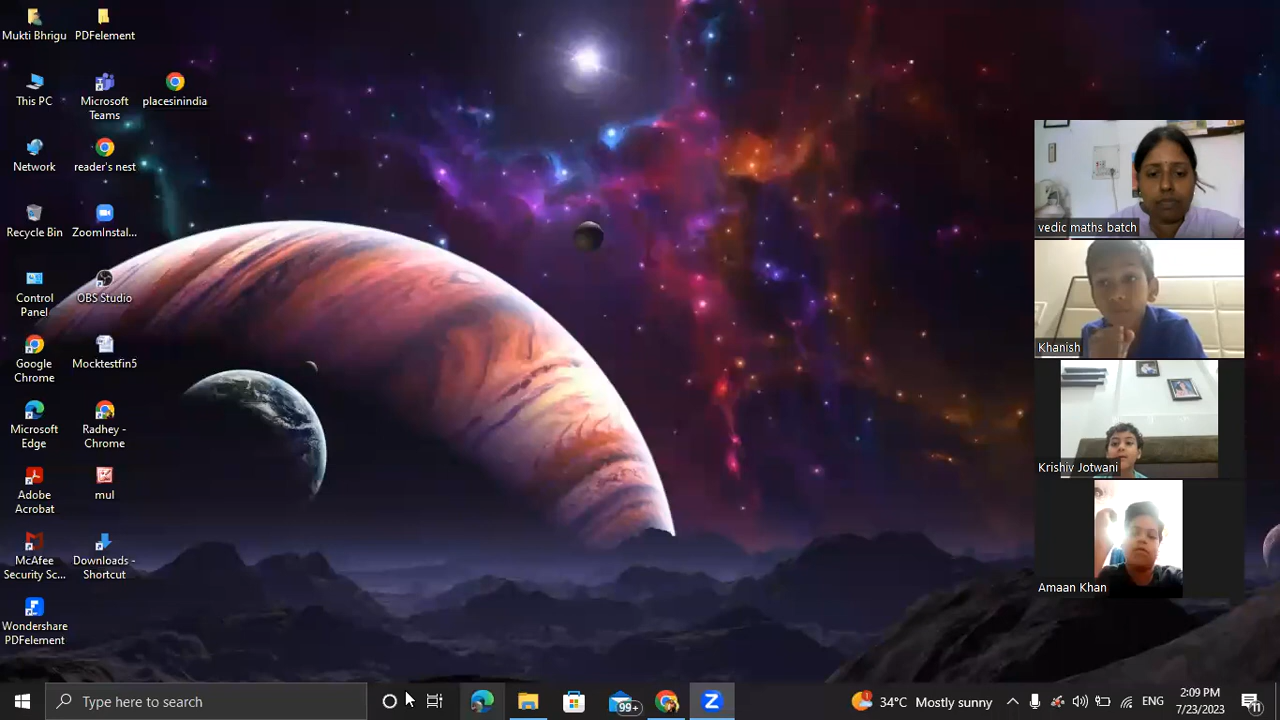 Mukti Bhrigu
PDFelement
This PC
Microsoft
Teams
placesinindia
Network
reader's nest
Recycle Bin
ZoomInstal...
Control
Panel
OBS Studio
Google
Chrome
Mocktestfin5
Microsoft
Edge
Radhey -
Chrome
Adobe
Acrobat
mul
McAfee
Security Sc...
Downloads -
Shortcut
Wondershare
PDFelement
vedic maths batch
Khanish
Krishiv Jotwani
Amaan Khan
Type here to search
99+
1
34°C Mostly sunny
ENG
2:09 PM
7/23/2023
11